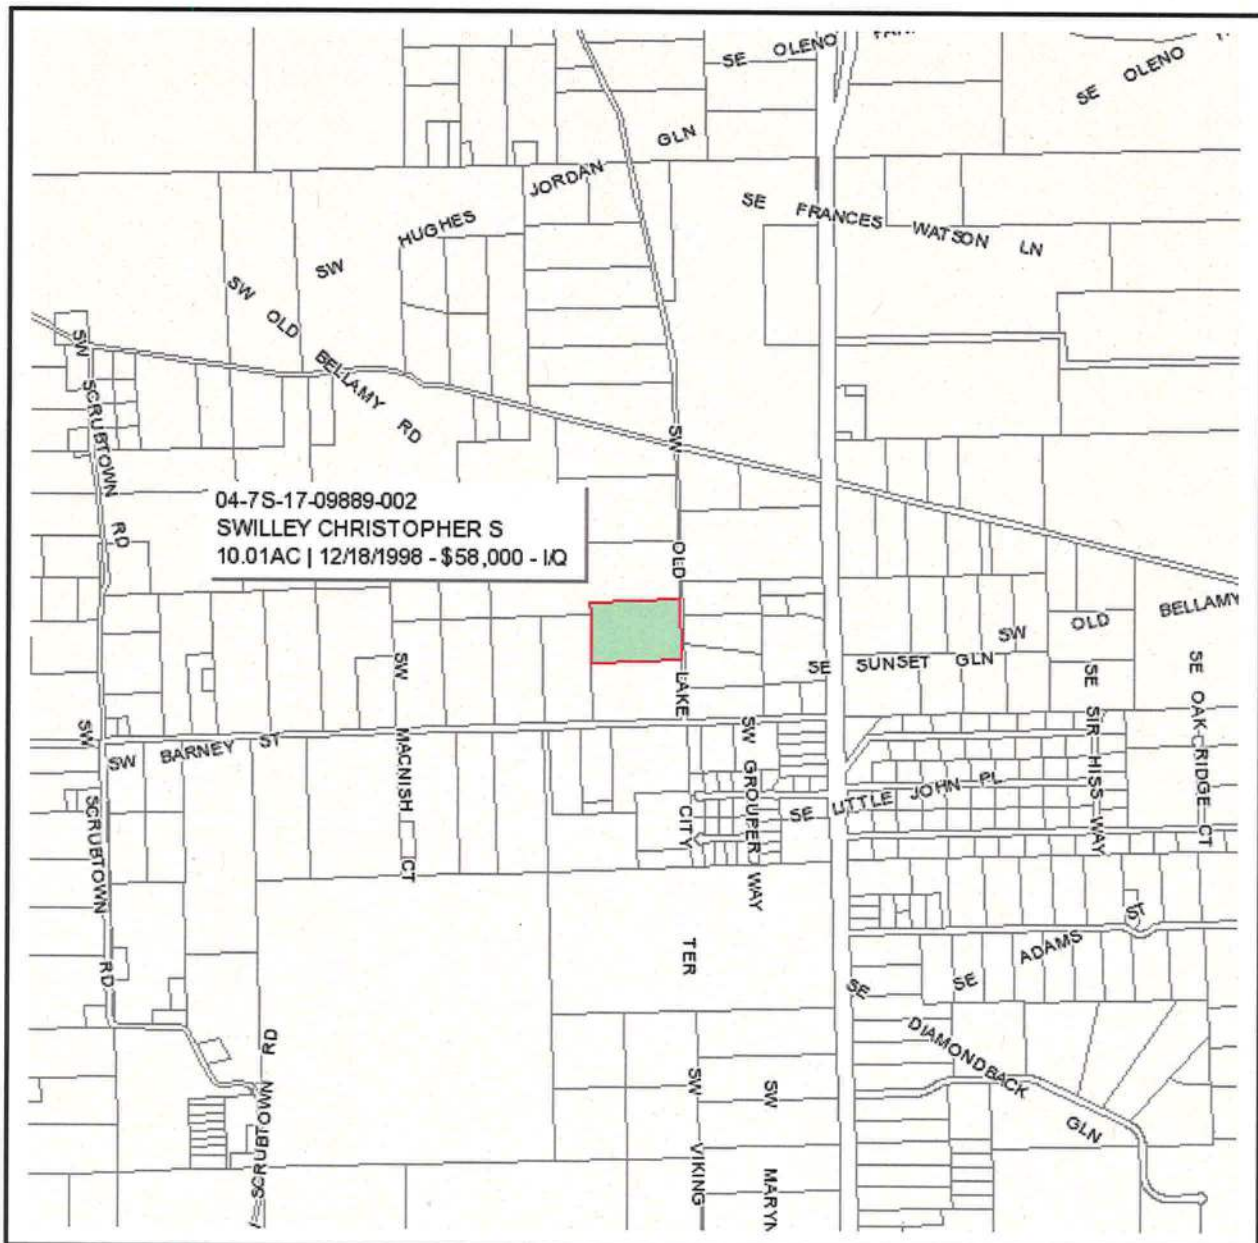 SE OLENO
SE OLENO
GLN
SW HUGHES JORDAN
SE FRANCES WATSON LN
SW OLD BELLAMY RD
SW SCRUBTOWN RD
SW OLD LAKE CITY TER
04-7S-17-09889-002
SWILLEY CHRISTOPHER S
10.01AC | 12/18/1998 - $58,000 - I/Q
SW OLD BELLAMY
SE SUNSET GLN
SW MACNISH CT
SW BARNEY ST
SW GROUPER WAY
SE LITTLE JOHN PL
SE SIR HISS WAY
SE OAK RIDGE CT
SW SCRUBTOWN RD
SE ADAMS ST
SE DIAMONDBACK GLN
SCRUBTOWN RD
SW VIKING
SW MARYN